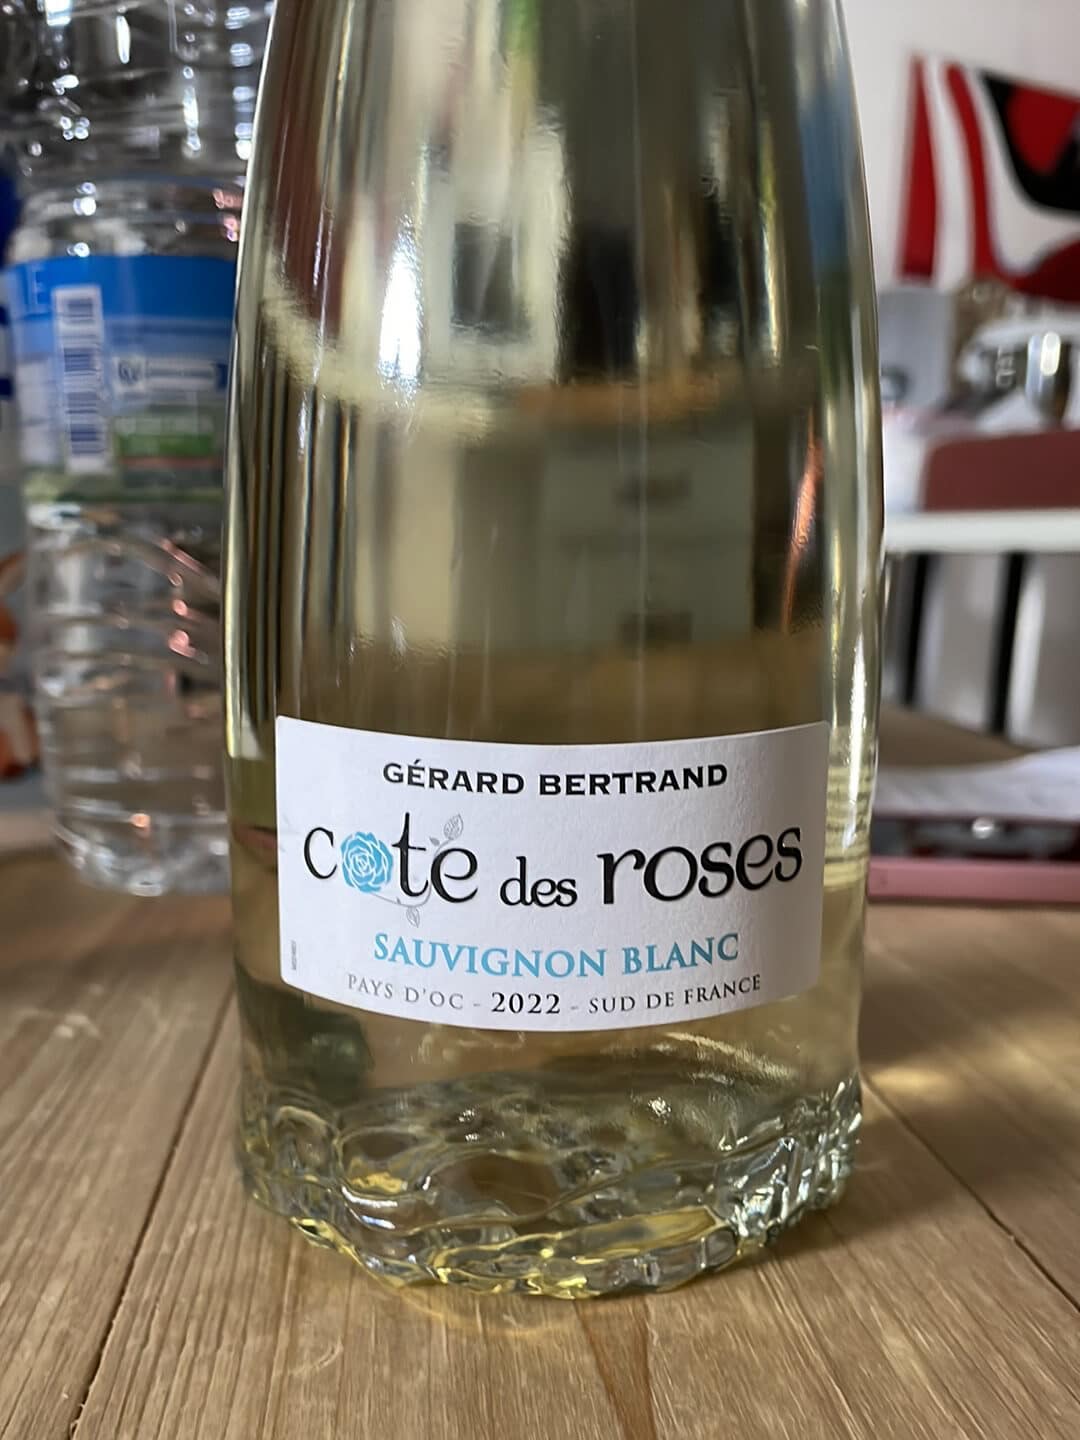 GÉRARD BERTRAND
cote des roses
SAUVIGNON BLANC
PAYS D'OC - 2022 - SUD DE FRANCE